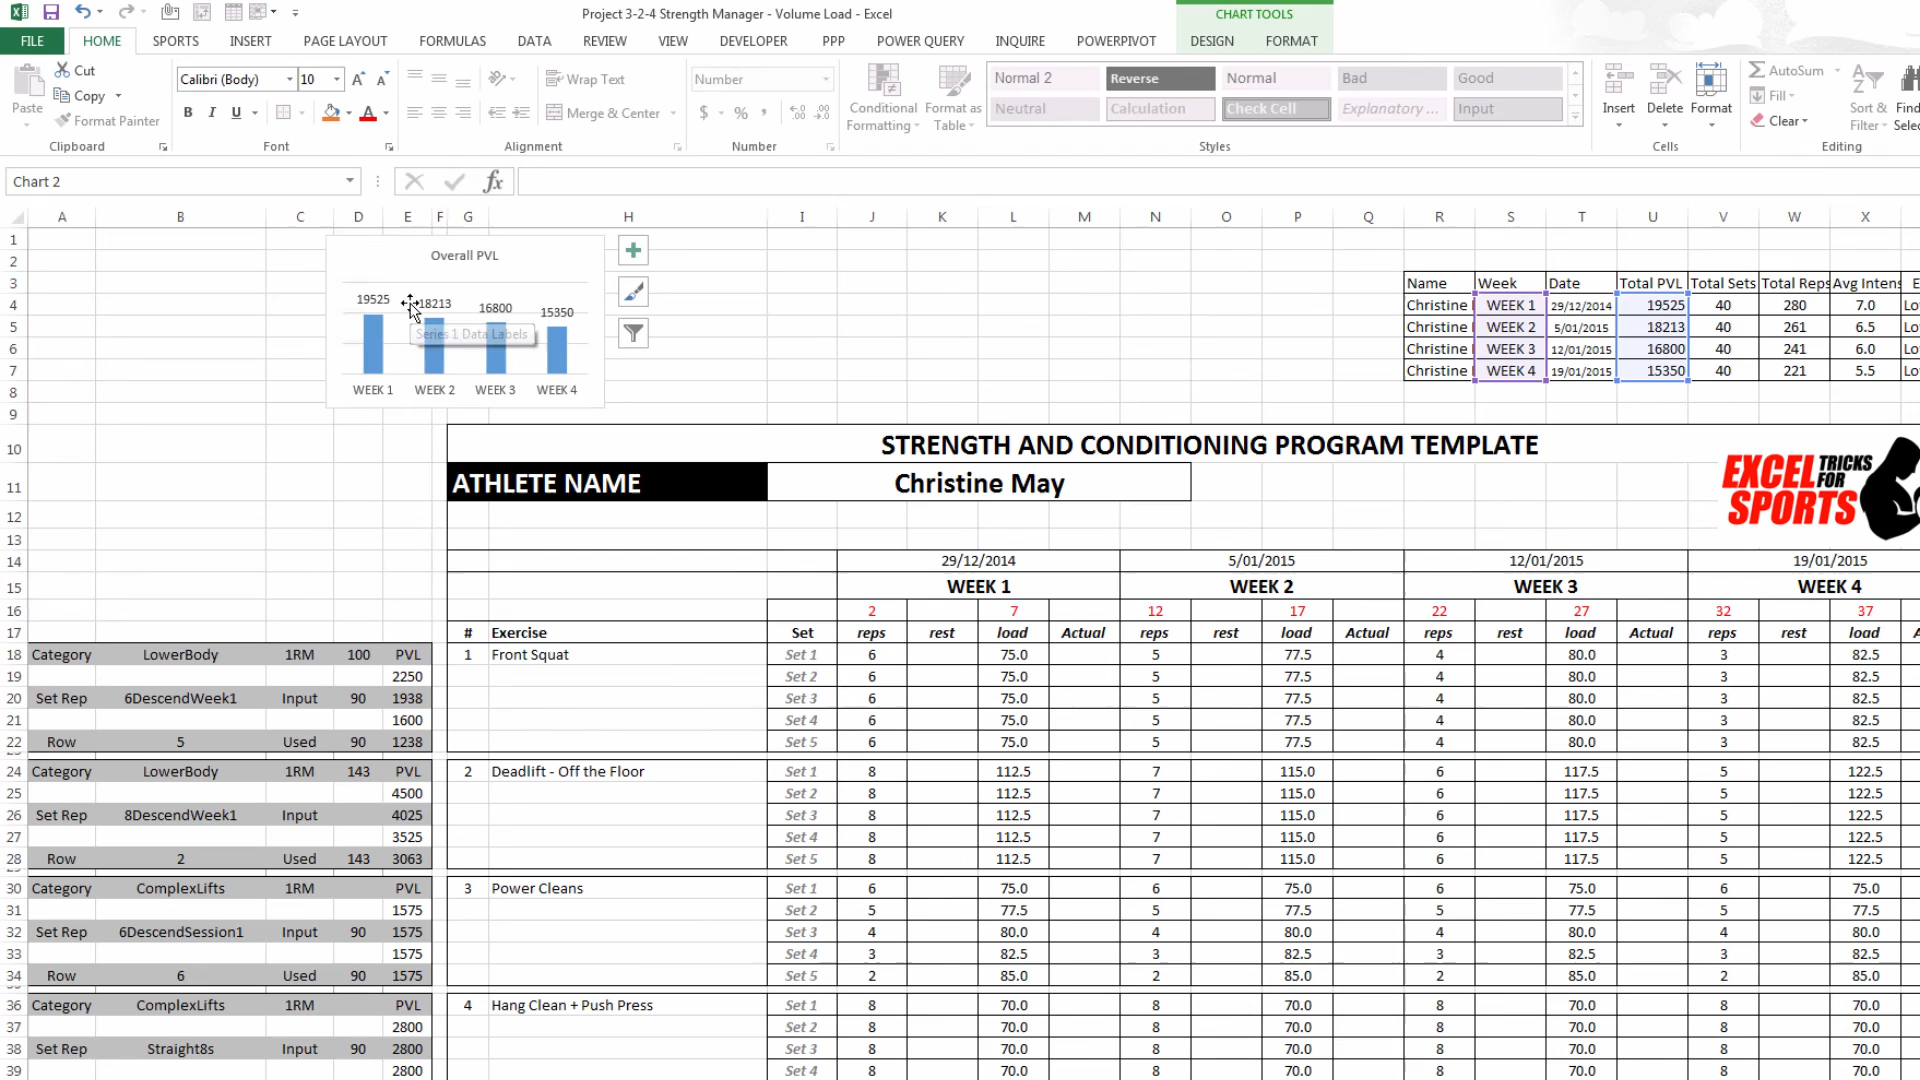 Project 3-2-4 Strength Manager - Volume Load - Excel
CHART TOOLS
FILE HOME SPORTS INSERT PAGE LAYOUT FORMULAS DATA REVIEW VIEW DEVELOPER PPP POWER QUERY INQUIRE POWERPIVOT DESIGN FORMAT
Paste Cut Copy Format Painter
Calibri (Body) 10
B I U A
Wrap Text
Merge & Center
Number
$ %
Conditional Formatting
Format as Table
Normal 2 Reverse Normal Bad Good
Neutral Calculation Check Cell Explanatory ... Input
Insert Delete Format
AutoSum
Fill
Clear
Sort & Filter
Clipboard Font Alignment Number Styles Cells Editing
Chart 2 fx
A B C D E F G H I J K L M N O P Q R S T U V W X
1
2
3 Name Week Date Total PVL Total Sets Total Reps Avg Intens
4 Christine WEEK 1 29/12/2014 19525 40 280 7.0
5 Christine WEEK 2 5/01/2015 18213 40 261 6.5
6 Christine WEEK 3 12/01/2015 16800 40 241 6.0
7 Christine WEEK 4 19/01/2015 15350 40 221 5.5
8
9
Overall PVL
19525 18213 16800 15350
Series 1 Data Labels
WEEK 1 WEEK 2 WEEK 3 WEEK 4
10 STRENGTH AND CONDITIONING PROGRAM TEMPLATE
11 ATHLETE NAME Christine May
EXCEL TRICKS FOR SPORTS
12
13
14 29/12/2014 5/01/2015 12/01/2015 19/01/2015
15 WEEK 1 WEEK 2 WEEK 3 WEEK 4
16 2 7 12 17 22 27 32 37
17 # Exercise Set reps rest load Actual reps rest load Actual reps rest load Actual reps rest load
18 Category LowerBody 1RM 100 PVL 1 Front Squat Set 1 6 75.0 5 77.5 4 80.0 3 82.5
19 2250 Set 2 6 75.0 5 77.5 4 80.0 3 82.5
20 Set Rep 6DescendWeek1 Input 90 1938 Set 3 6 75.0 5 77.5 4 80.0 3 82.5
21 1600 Set 4 6 75.0 5 77.5 4 80.0 3 82.5
22 Row 5 Used 90 1238 Set 5 6 75.0 5 77.5 4 80.0 3 82.5
24 Category LowerBody 1RM 143 PVL 2 Deadlift - Off the Floor Set 1 8 112.5 7 115.0 6 117.5 5 122.5
25 4500 Set 2 8 112.5 7 115.0 6 117.5 5 122.5
26 Set Rep 8DescendWeek1 Input 4025 Set 3 8 112.5 7 115.0 6 117.5 5 122.5
27 3525 Set 4 8 112.5 7 115.0 6 117.5 5 122.5
28 Row 2 Used 143 3063 Set 5 8 112.5 7 115.0 6 117.5 5 122.5
30 Category ComplexLifts 1RM PVL 3 Power Cleans Set 1 6 75.0 6 75.0 6 75.0 6 75.0
31 1575 Set 2 5 77.5 5 77.5 5 77.5 5 77.5
32 Set Rep 6DescendSession1 Input 90 1575 Set 3 4 80.0 4 80.0 4 80.0 4 80.0
33 1575 Set 4 3 82.5 3 82.5 3 82.5 3 82.5
34 Row 6 Used 90 1575 Set 5 2 85.0 2 85.0 2 85.0 2 85.0
36 Category ComplexLifts 1RM PVL 4 Hang Clean + Push Press Set 1 8 70.0 8 70.0 8 70.0 8 70.0
37 2800 Set 2 8 70.0 8 70.0 8 70.0 8 70.0
38 Set Rep Straight8s Input 90 2800 Set 3 8 70.0 8 70.0 8 70.0 8 70.0
39 2800 Set 4 8 70.0 8 70.0 8 70.0 8 70.0